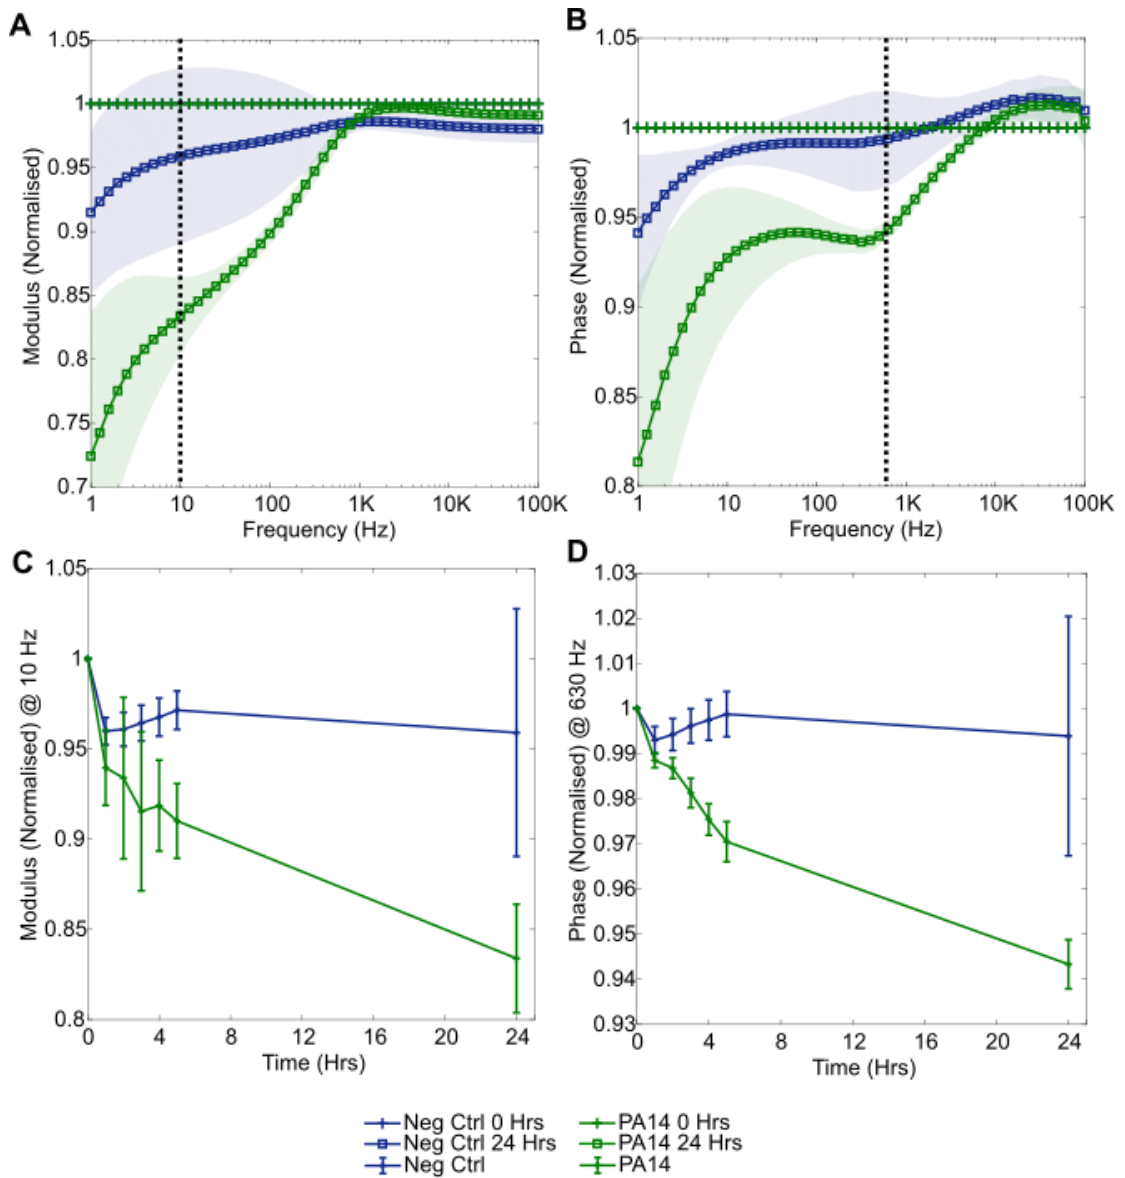 A
1.05
1
0.95
0.9
0.85
0.8
0.75
0.7
Modulus (Normalised)
1 10 100 1K 10K 100K
Frequency (Hz)
B
1.05
1
0.95
0.9
0.85
0.8
Phase (Normalised)
1 10 100 1K 10K 100K
Frequency (Hz)
C
1.05
1
0.95
0.9
0.85
0.8
Modulus (Normalised) @ 10 Hz
0 4 8 12 16 20 24
Time (Hrs)
D
1.03
1.02
1.01
1
0.99
0.98
0.97
0.96
0.95
0.94
0.93
Phase (Normalised) @ 630 Hz
0 4 8 12 16 20 24
Time (Hrs)
Neg Ctrl 0 Hrs
Neg Ctrl 24 Hrs
Neg Ctrl
PA14 0 Hrs
PA14 24 Hrs
PA14